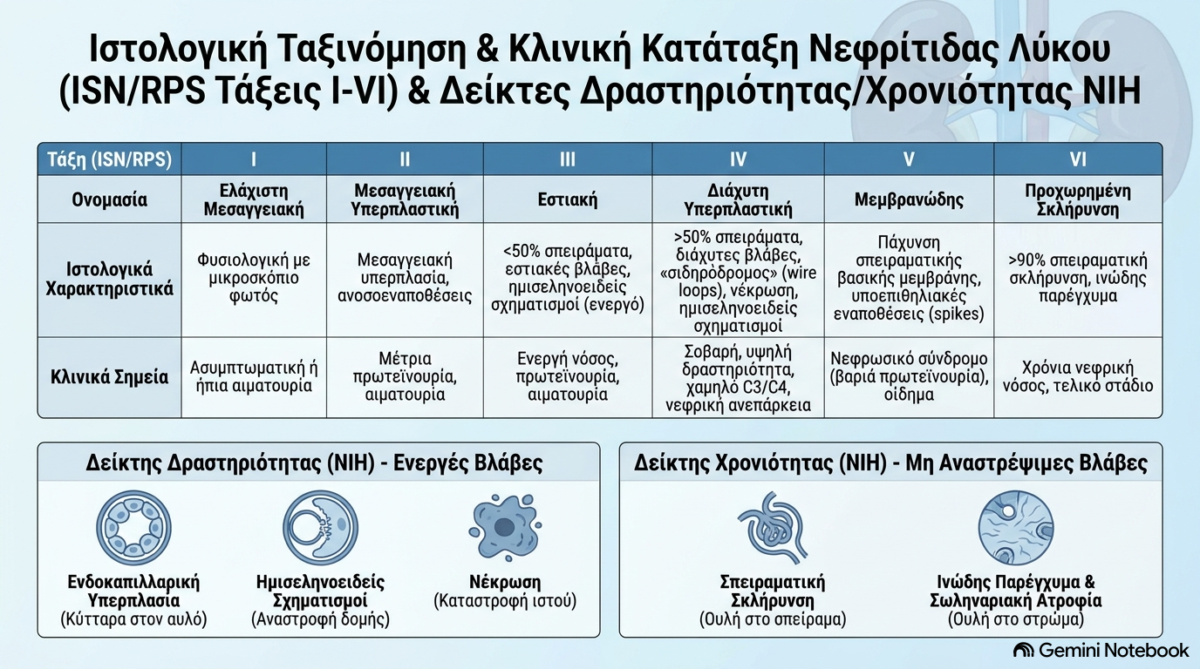 Ιστολογική Ταξινόμηση & Κλινική Κατάταξη Νεφρίτιδας Λύκου
(ISN/RPS Τάξεις I-VI) & Δείκτες Δραστηριότητας/Χρονιότητας NIH
Τάξη (ISN/RPS) I II III IV V VI
Ονομασία
Ελάχιστη
Μεσαγγειακή
Μεσαγγειακή
Υπερπλαστική
Εστιακή
Διάχυτη
Υπερπλαστική
Μεμβρανώδης
Προχωρημένη
Σκλήρυνση
Ιστολογικά
Χαρακτηριστικά
Φυσιολογική με
μικροσκόπιο
φωτός
Μεσαγγειακή
υπερπλασία,
ανοσοεναποθέσεις
<50% σπειράματα,
εστιακές βλάβες,
ημισεληνοειδείς
σχηματισμοί (ενεργό)
>50% σπειράματα,
διάχυτες βλάβες,
«σιδηρόδρομος» (wire
loops), νέκρωση,
ημισεληνοειδείς
σχηματισμοί
Πάχυνση
σπειραματικής
βασικής μεμβράνης,
υποεπιθηλιακές
εναποθέσεις (spikes)
>90% σπειραματική
σκλήρυνση, ινώδης
παρέγχυμα
Κλινικά Σημεία
Ασυμπτωματική ή
ήπια αιματουρία
Μέτρια
πρωτεϊνουρία,
αιματουρία
Ενεργή νόσος,
πρωτεϊνουρία,
αιματουρία
Σοβαρή, υψηλή
δραστηριότητα,
χαμηλό C3/C4,
νεφρική ανεπάρκεια
Νεφρωσικό σύνδρομο
(βαριά πρωτεϊνουρία),
οίδημα
Χρόνια νεφρική
νόσος, τελικό στάδιο
Δείκτης Δραστηριότητας (NIH) - Ενεργές Βλάβες
Ενδοκαπιλλαρική
Υπερπλασία
(Κύτταρα στον αυλό)
Ημισεληνοειδείς
Σχηματισμοί
(Αναστροφή δομής)
Νέκρωση
(Καταστροφή ιστού)
Δείκτης Χρονιότητας (NIH) - Μη Αναστρέψιμες Βλάβες
Σπειραματική
Σκλήρυνση
(Ουλή στο σπείραμα)
Ινώδης Παρέγχυμα &
Σωληναριακή Ατροφία
(Ουλή στο στρώμα)
Gemini Notebook